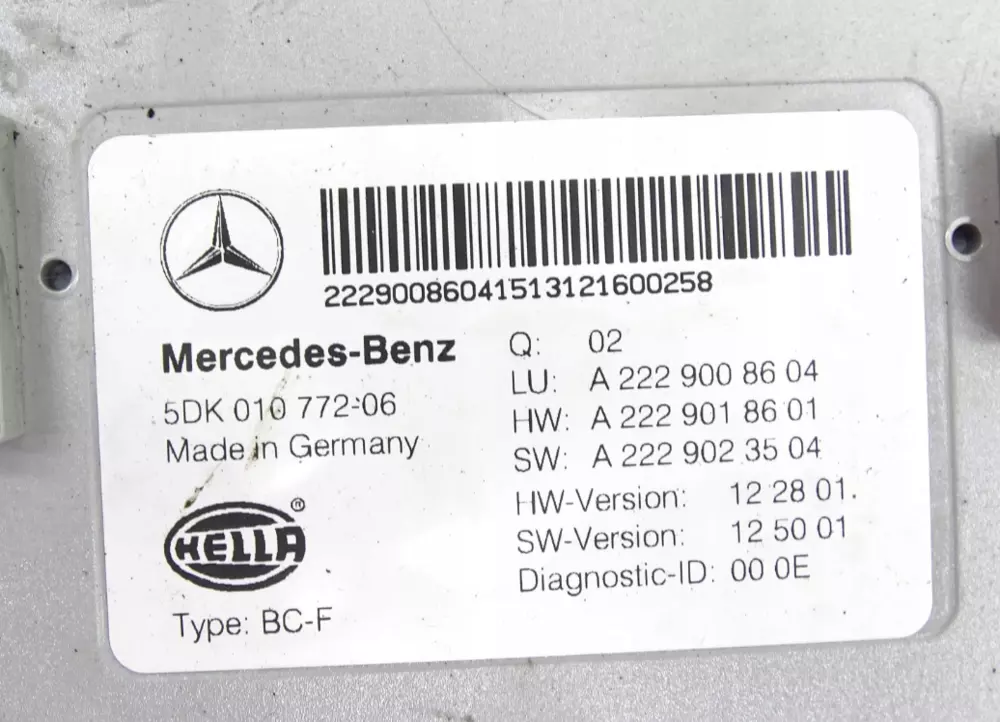 2229008604151312​1600258
Mercedes-Benz
5DK 010 772-06
Made in Germany
HELLA®
Type: BC-F
Q: 02
LU: A 222 900 86 04
HW: A 222 901 86 01
SW: A 222 902 35 04
HW-Version: 12 28 01.
SW-Version: 12 50 01
Diagnostic-ID: 00 0E